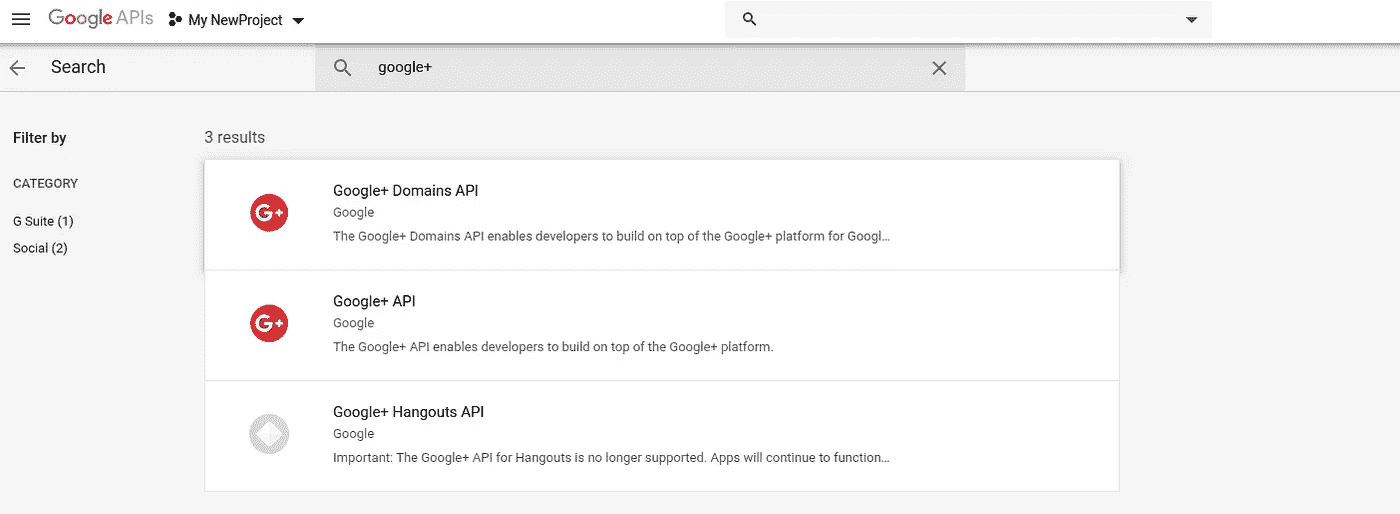 Google APIs My NewProject
Search google+
Filter by
3 results
CATEGORY
G Suite (1)
Social (2)
G+
Google+ Domains API
Google
The Google+ Domains API enables developers to build on top of the Google+ platform for Googl...
G+
Google+ API
Google
The Google+ API enables developers to build on top of the Google+ platform.
Google+ Hangouts API
Google
Important: The Google+ API for Hangouts is no longer supported. Apps will continue to function...